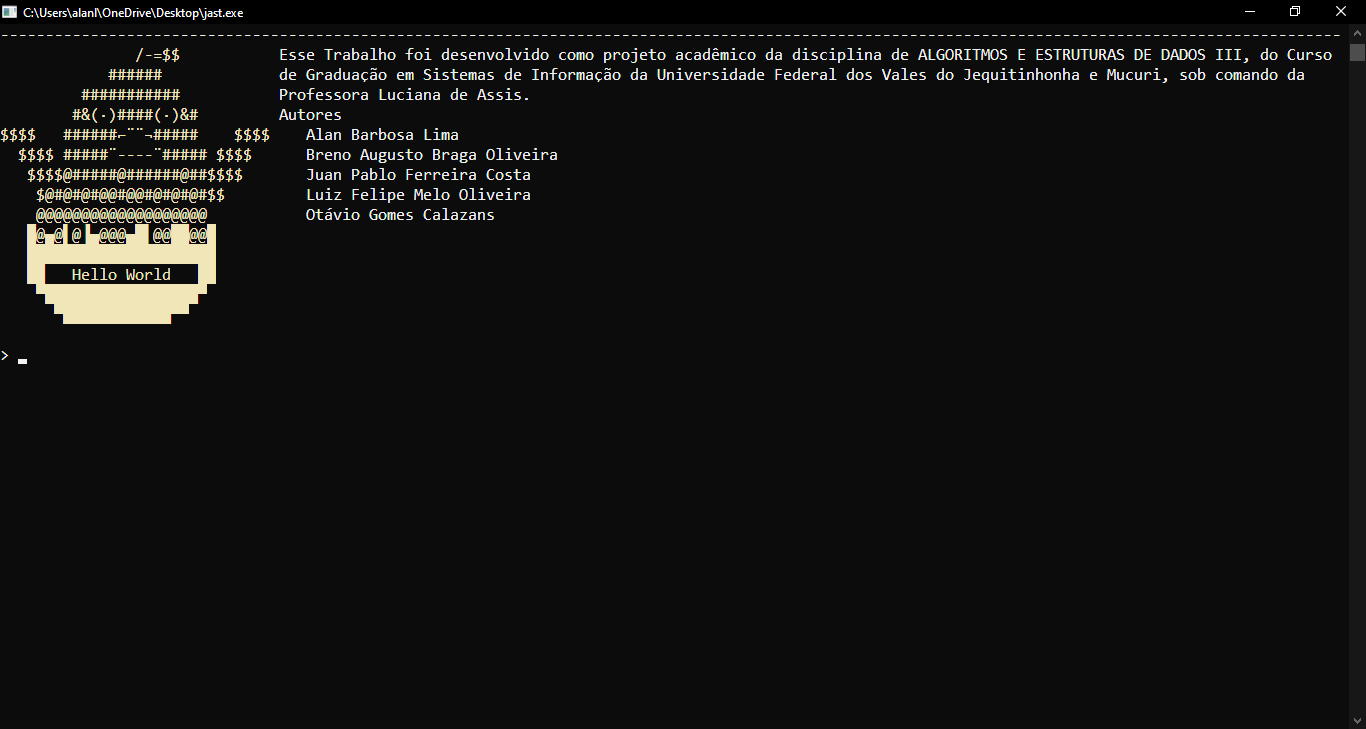 C:\Users\alanl\OneDrive\Desktop\jast.exe
Esse Trabalho foi desenvolvido como projeto acadêmico da disciplina de ALGORITMOS E ESTRUTURAS DE DADOS III, do Curso
de Graduação em Sistemas de Informação da Universidade Federal dos Vales do Jequitinhonha e Mucuri, sob comando da
Professora Luciana de Assis.
Autores
Alan Barbosa Lima
Breno Augusto Braga Oliveira
Juan Pablo Ferreira Costa
Luiz Felipe Melo Oliveira
Otávio Gomes Calazans
Hello World
>